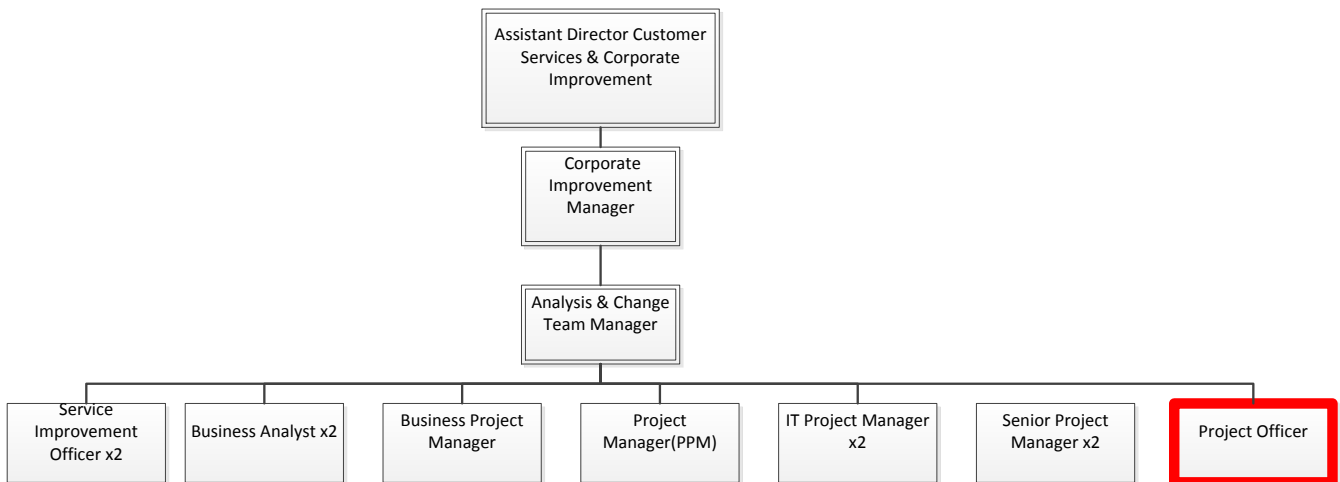 Assistant Director Customer
Services & Corporate
Improvement
Corporate
Improvement
Manager
Analysis & Change
Team Manager
Service
Improvement
Officer x2
Business Analyst x2
Business Project
Manager
Project
Manager(PPM)
IT Project Manager
x2
Senior Project
Manager x2
Project Officer